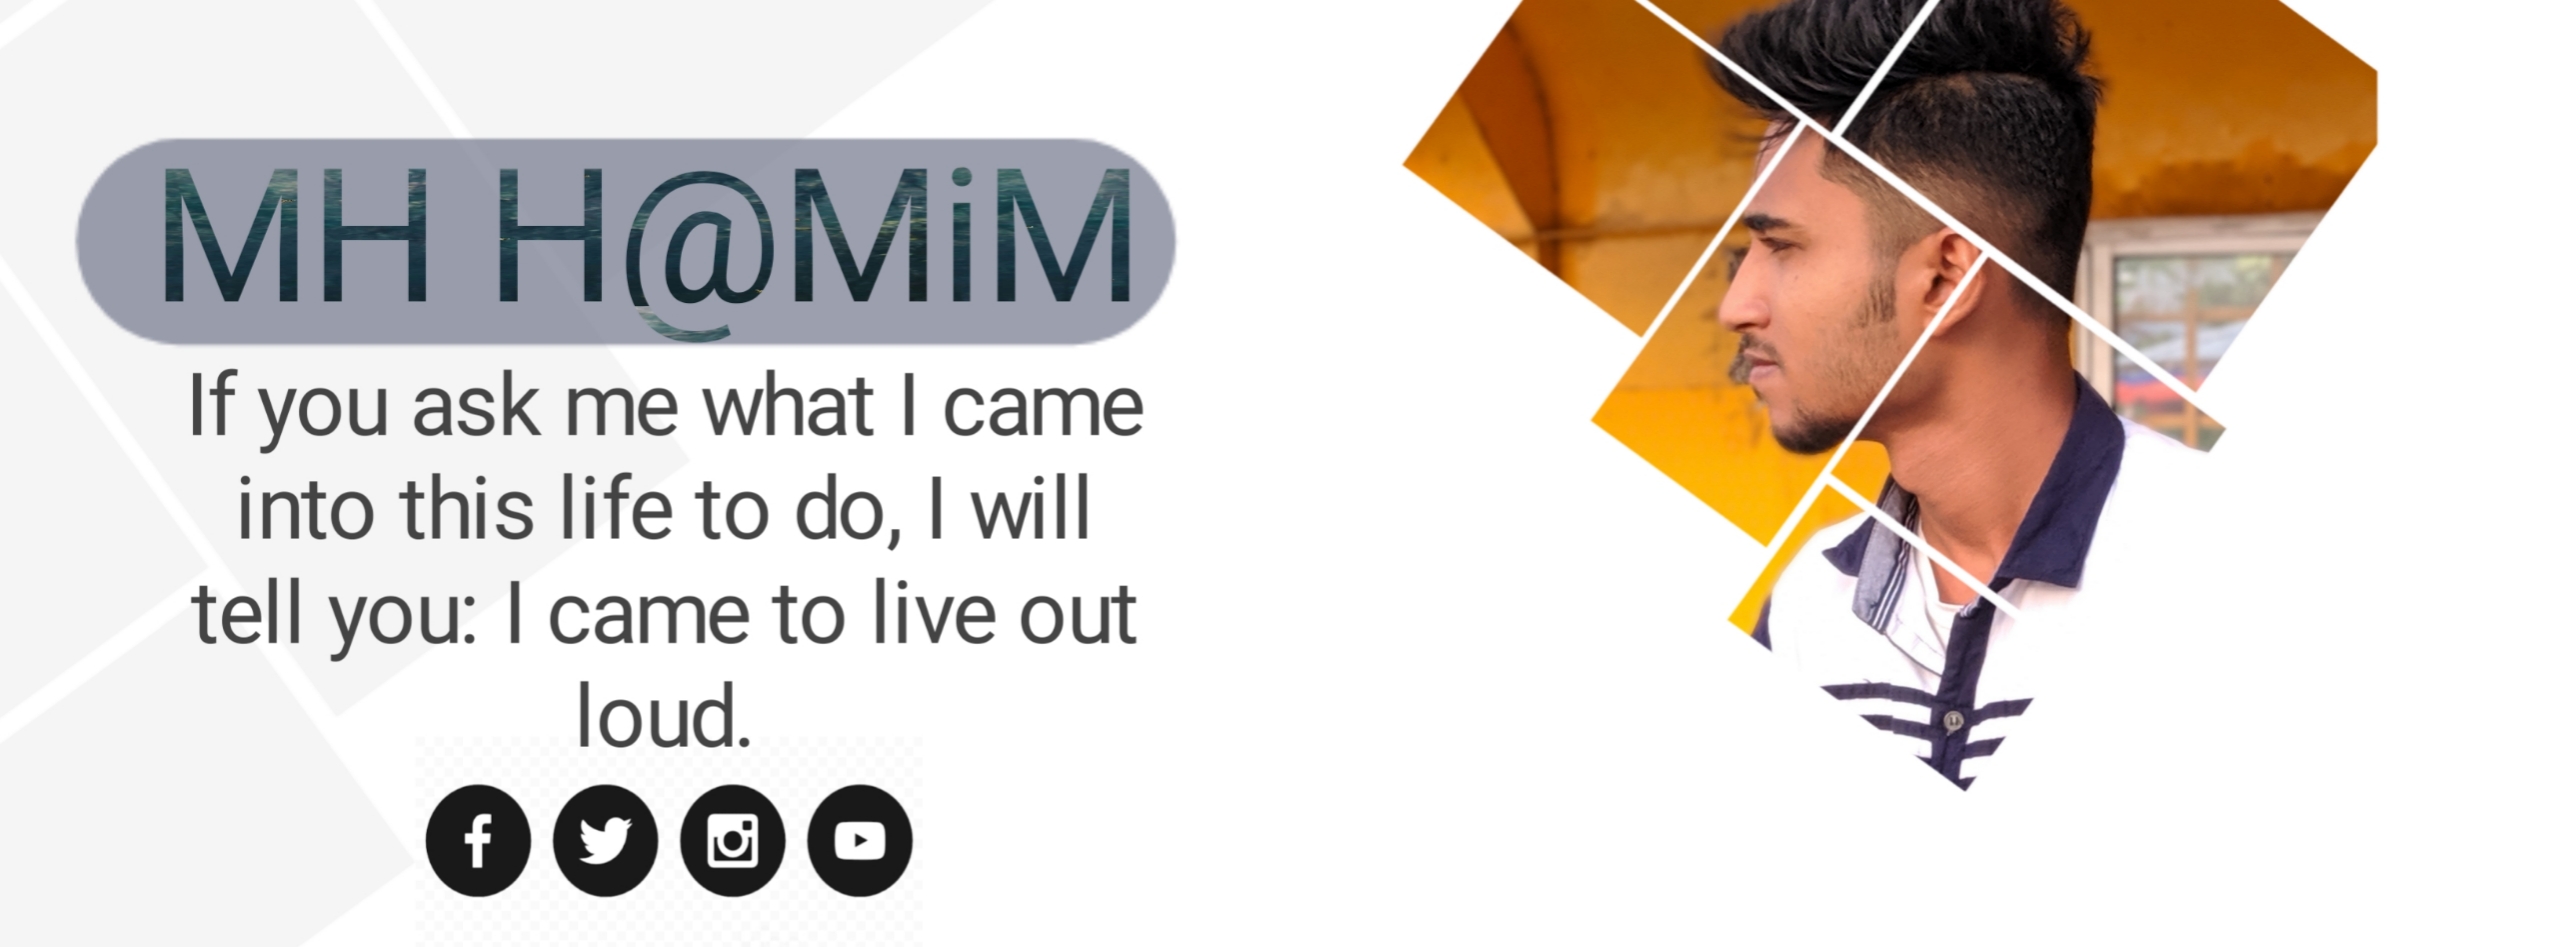 MH H@MiM
If you ask me what I came
into this life to do, I will
tell you: I came to live out
loud.